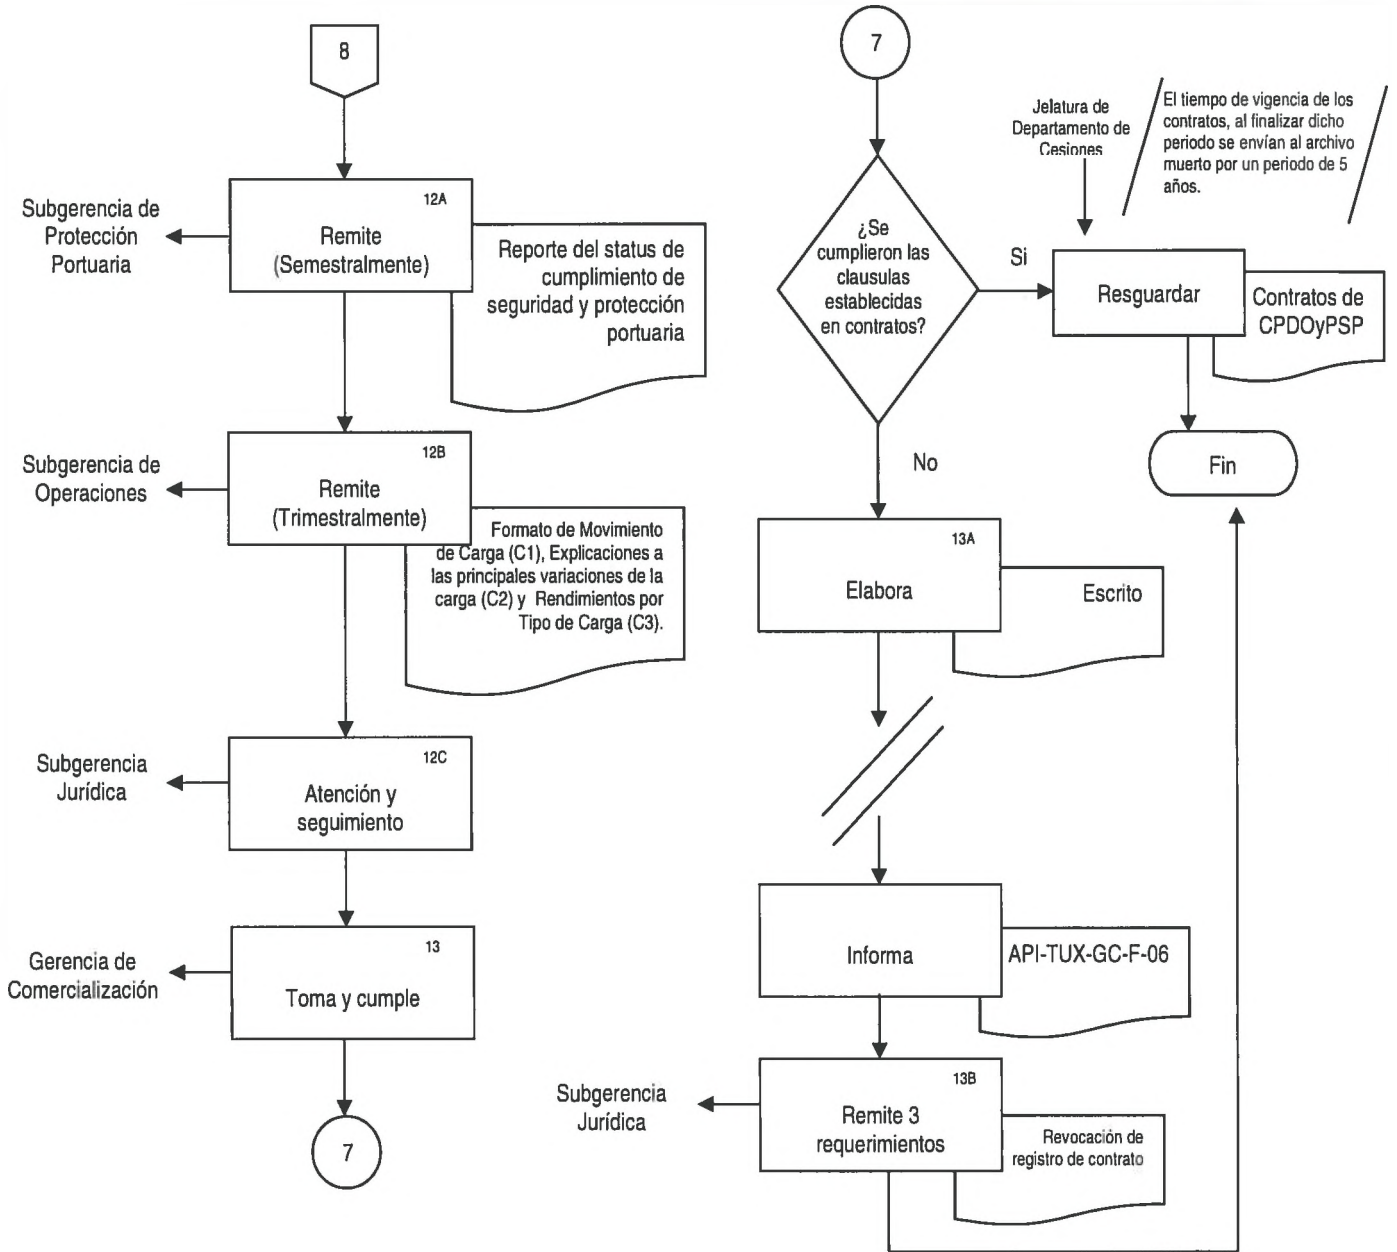 8
12A
Remite
(Semestralmente)
Subgerencia de
Protección
Portuaria
Reporte del status de
cumplimiento de
seguridad y protección
portuaria
12B
Remite
(Trimestralmente)
Subgerencia de
Operaciones
Formato de Movimiento
de Carga (C1), Explicaciones a
las principales variaciones de la
carga (C2) y Rendimientos por
Tipo de Carga (C3).
12C
Atención y
seguimiento
Subgerencia
Jurídica
13
Toma y cumple
Gerencia de
Comercialización
7
7
¿Se
cumplieron las
clausulas
establecidas
en contratos?
Si
Jelatura de
Departamento de
Cesiones
El tiempo de vigencia de los
contratos, al finalizar dicho
periodo se envían al archivo
muerto por un periodo de 5
años.
Resguardar
Contratos de
CPDOyPSP
Fin
No
13A
Elabora
Escrito
Informa
API-TUX-GC-F-06
13B
Remite 3
requerimientos
Subgerencia
Jurídica
Revocación de
registro de contrato